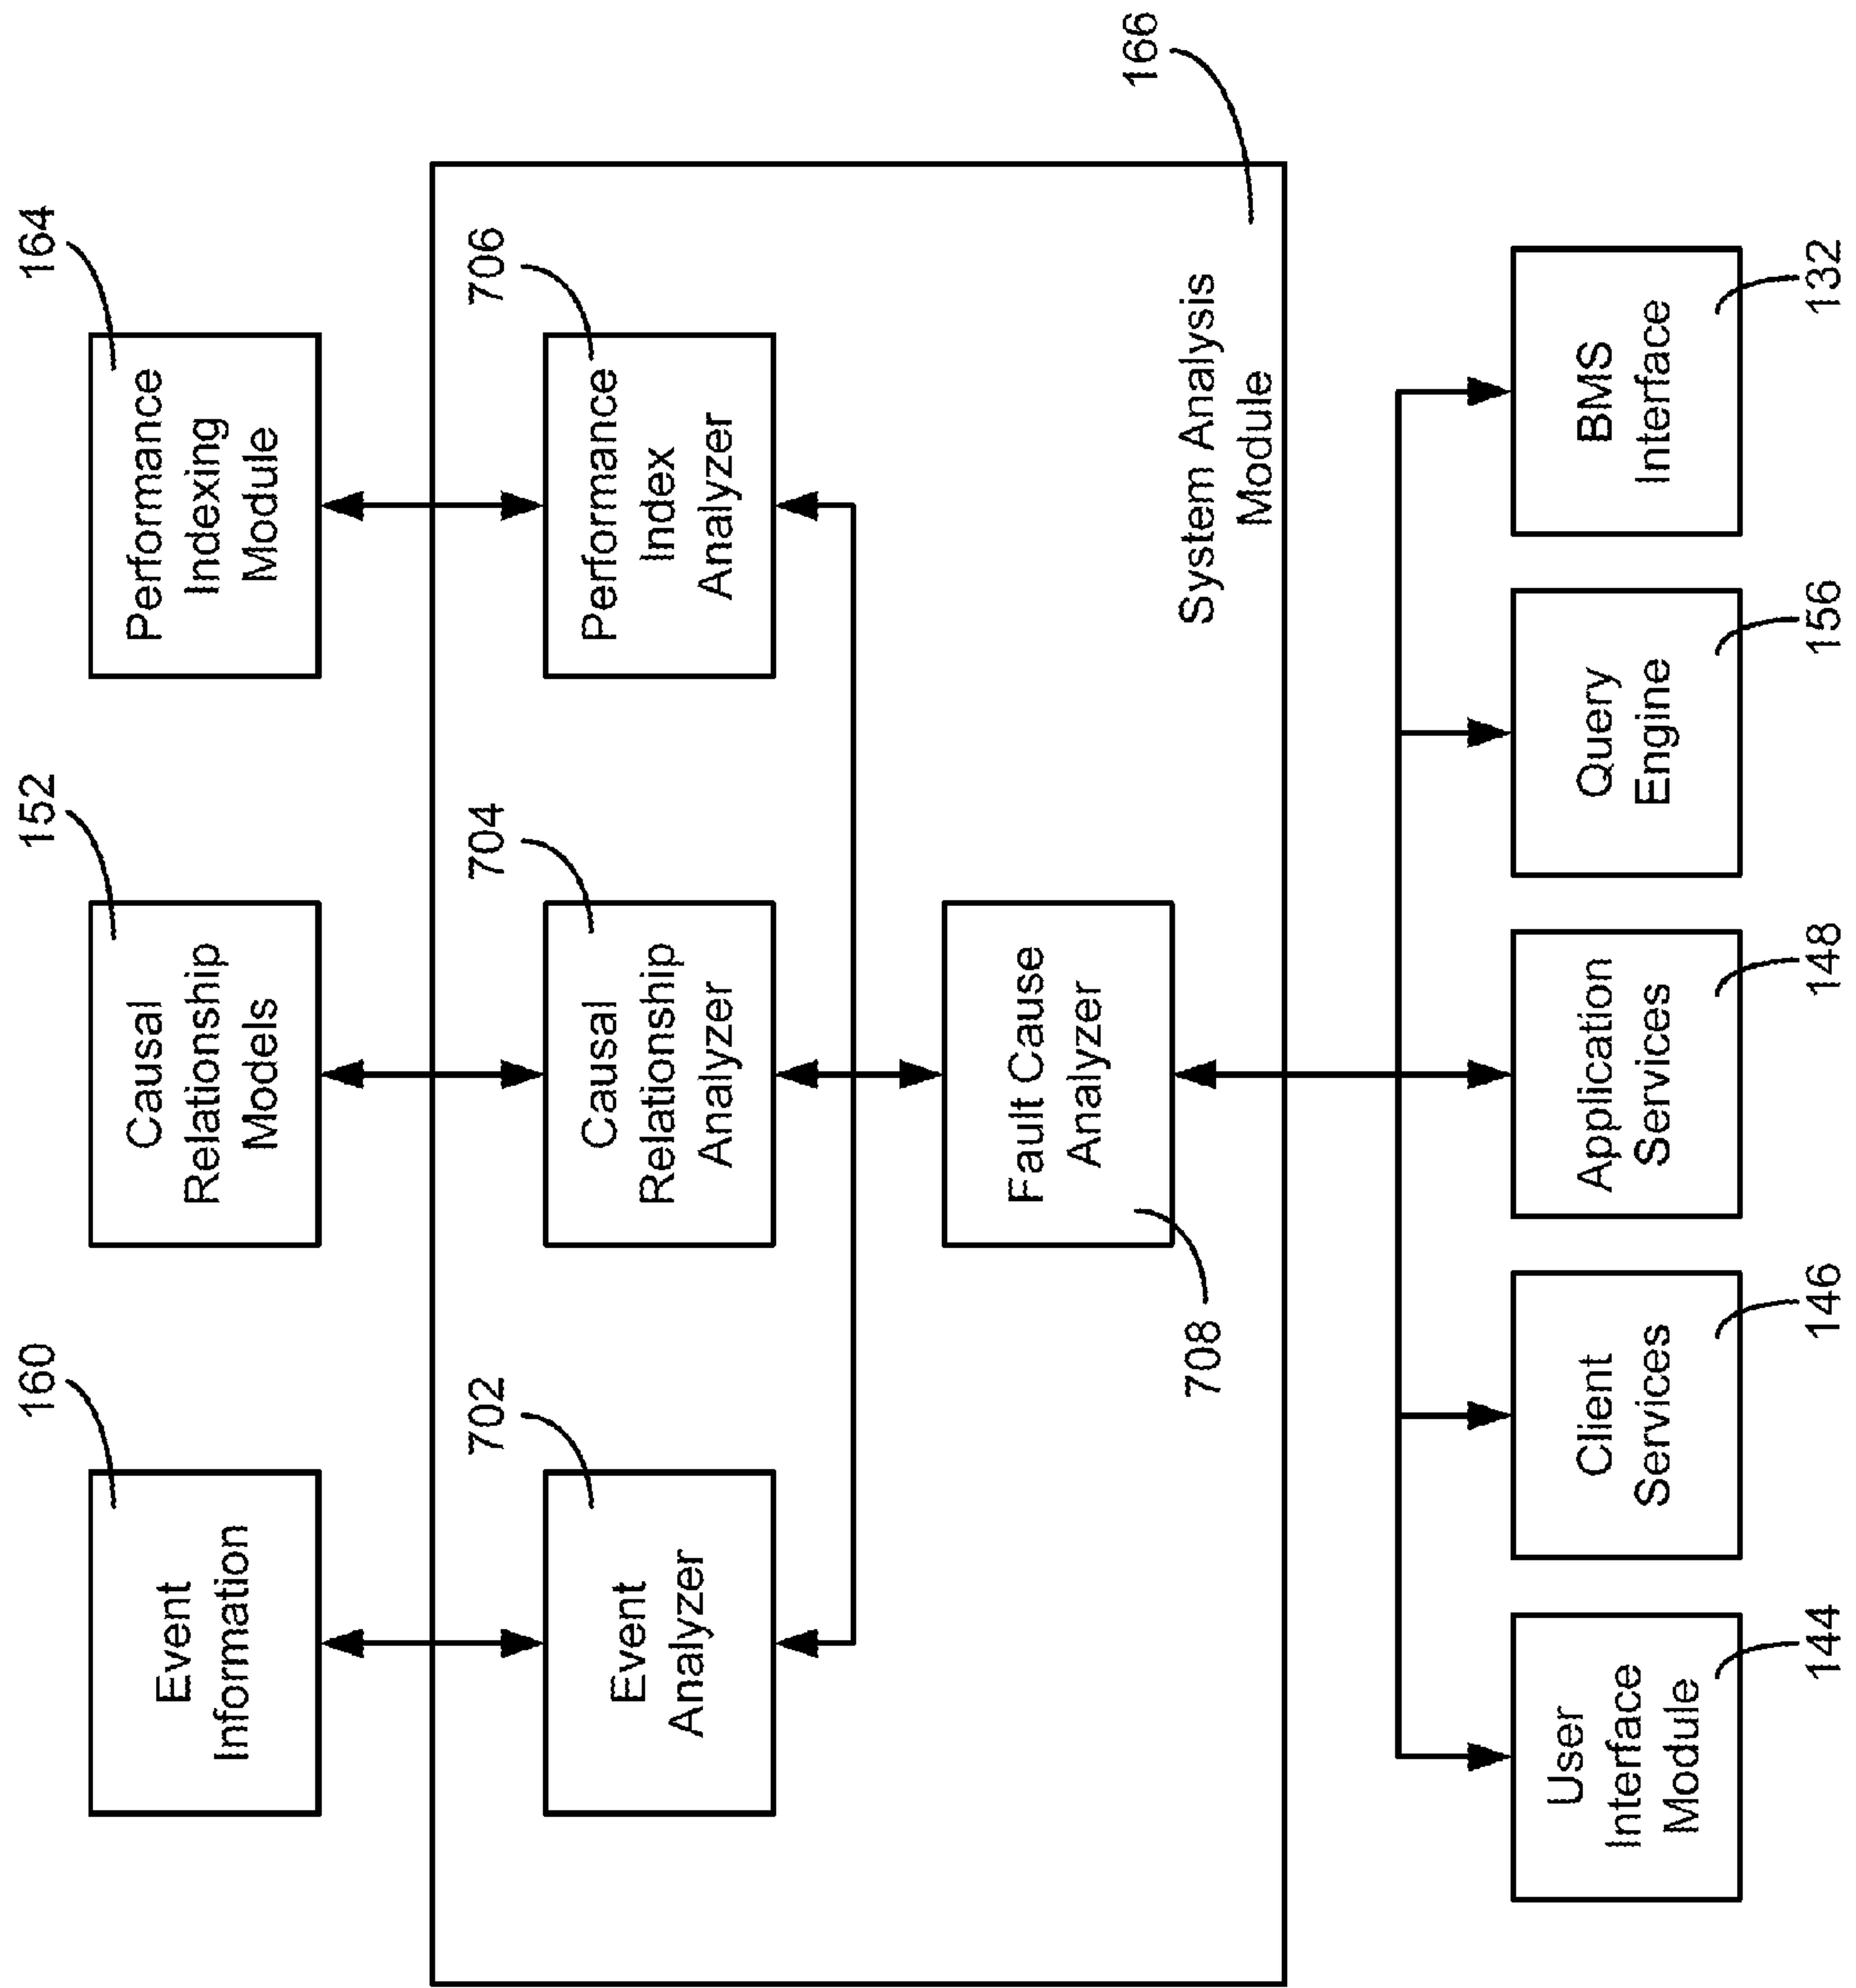 160
152
164
Event
Information
Causal
Relationship
Models
Performance
Indexing
Module
702
704
706
Event
Analyzer
Causal
Relationship
Analyzer
Performance
Index
Analyzer
Fault Cause
Analyzer
708
System Analysis
Module
166
User
Interface
Module
Client
Services
Application
Services
Query
Engine
BMS
Interface
144
146
148
156
132